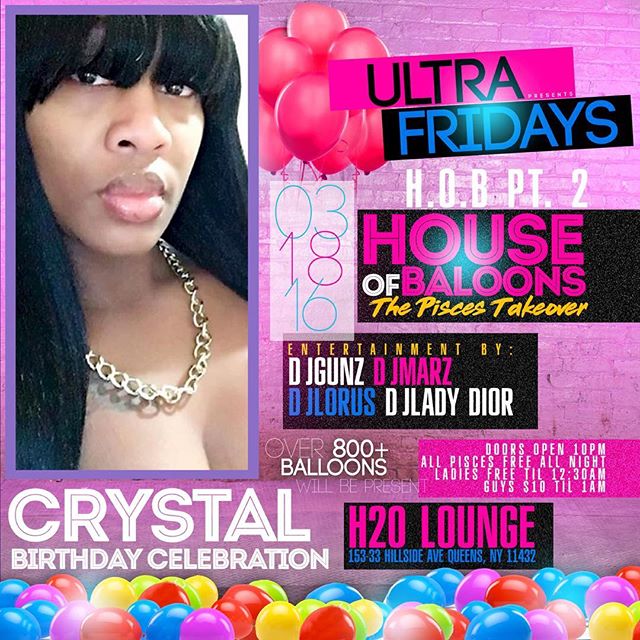 ULTRA
PRESENTS
FRIDAYS
H.O.B PT. 2
03
18
16
HOUSE
OF BALOONS
The Pisces Takeover
ENTERTAINMENT BY:
DJGUNZ DJMARZ
DJLORUS DJLADY DIOR
OVER 800+
BALLOONS
WILL BE PRESENT
DOORS OPEN 10PM
ALL PISCES FREE ALL NIGHT
LADIES FREE TIL 12:30AM
GUYS $10 TIL 1AM
CRYSTAL
BIRTHDAY CELEBRATION
H20 LOUNGE
153-33 HILLSIDE AVE QUEENS, NY 11432